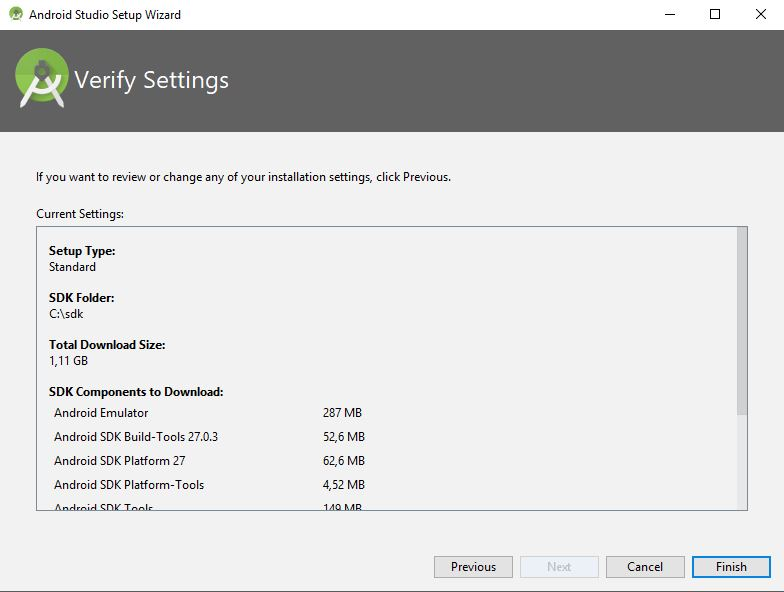 Android Studio Setup Wizard
Verify Settings
If you want to review or change any of your installation settings, click Previous.
Current Settings:
Setup Type:
Standard
SDK Folder:
C:\sdk
Total Download Size:
1,11 GB
SDK Components to Download:
Android Emulator 287 MB
Android SDK Build-Tools 27.0.3 52,6 MB
Android SDK Platform 27 62,6 MB
Android SDK Platform-Tools 4,52 MB
Android SDK Tools 149 MB
Previous Next Cancel Finish